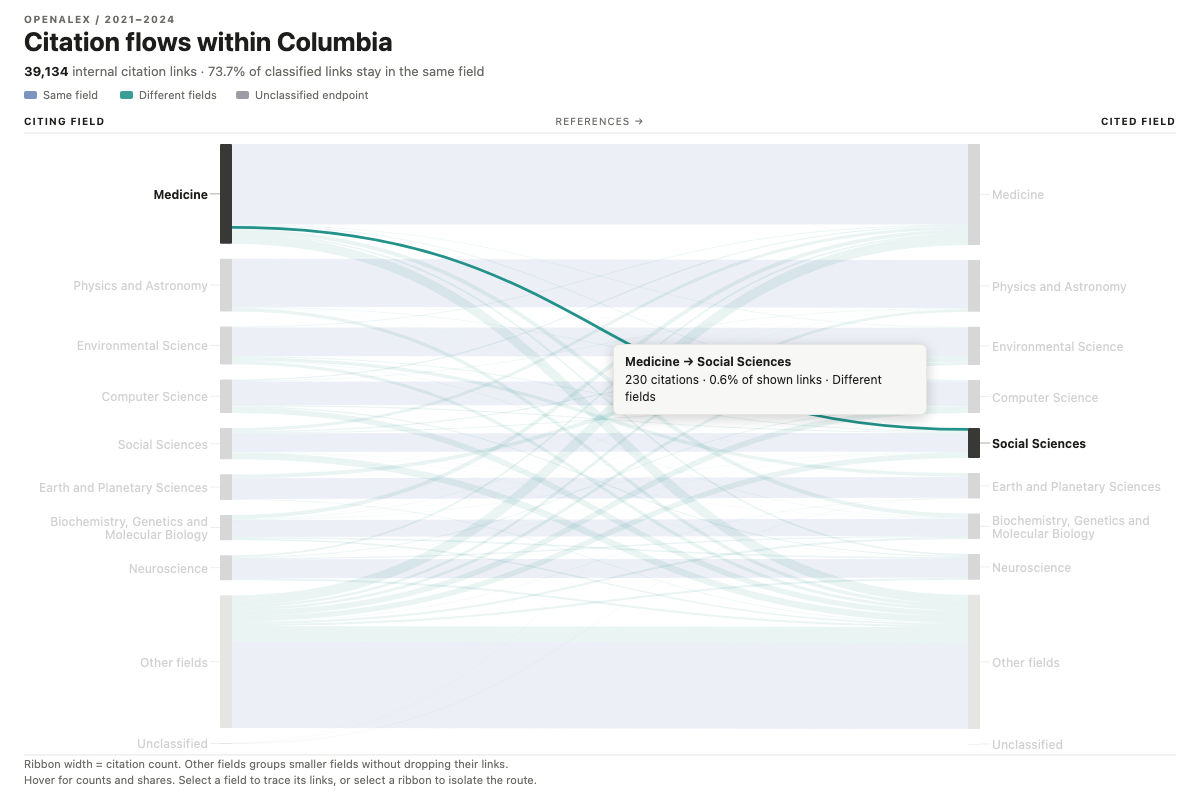 OPENALEX / 2021–2024
Citation flows within Columbia
39,134 internal citation links · 73.7% of classified links stay in the same field
Same field
Different fields
Unclassified endpoint
CITING FIELD
REFERENCES →
CITED FIELD
Medicine
Physics and Astronomy
Environmental Science
Computer Science
Social Sciences
Earth and Planetary Sciences
Biochemistry, Genetics and
Molecular Biology
Neuroscience
Other fields
Unclassified
Medicine → Social Sciences
230 citations · 0.6% of shown links · Different
fields
Medicine
Physics and Astronomy
Environmental Science
Computer Science
Social Sciences
Earth and Planetary Sciences
Biochemistry, Genetics and
Molecular Biology
Neuroscience
Other fields
Unclassified
Ribbon width = citation count. Other fields groups smaller fields without dropping their links.
Hover for counts and shares. Select a field to trace its links, or select a ribbon to isolate the route.